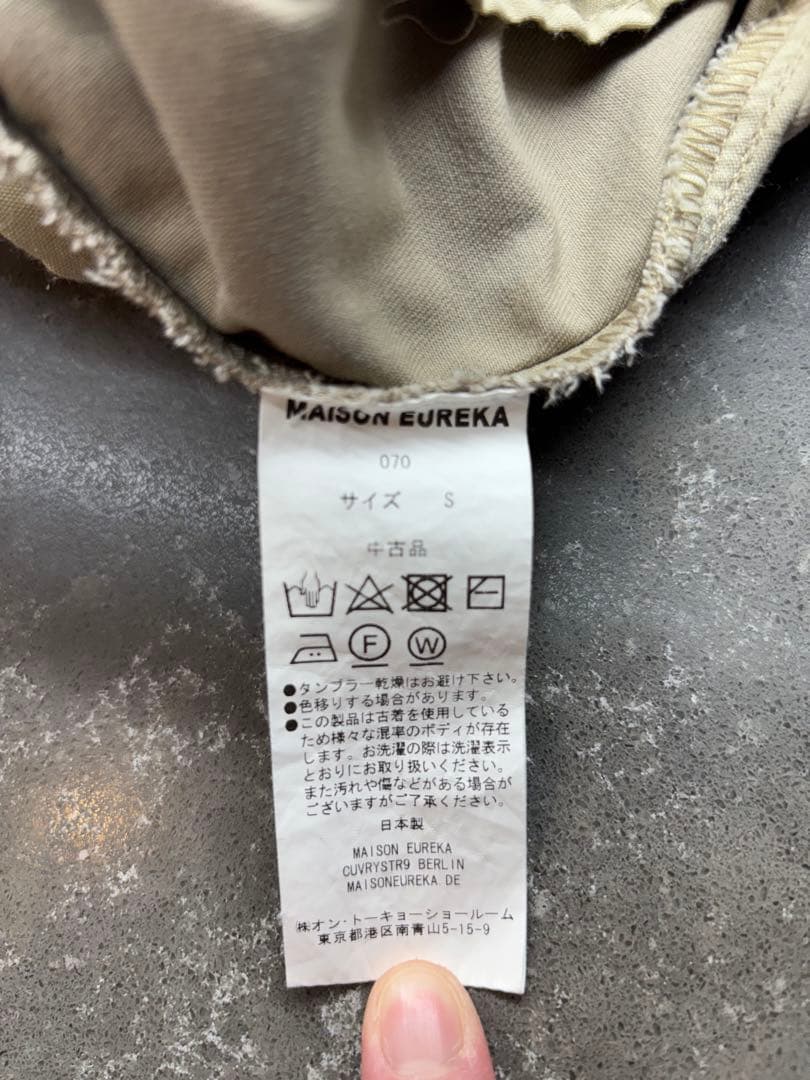 MAISON EUREKA
070
サイズ S
中古品
F W
●タンブラー乾燥はお避け下さい。
●色移りする場合があります。
●この製品は古着を使用している
ため様々な混率のボディが存在
します。お洗濯の際は洗濯表示
とおりにお取り扱いください。
また汚れや傷などがある場合が
ございますがご了承ください。
日本製
MAISON EUREKA
CUVRYSTR9 BERLIN
MAISONEUREKA.DE
㈱オン・トーキョーショールーム
東京都港区南青山5-15-9